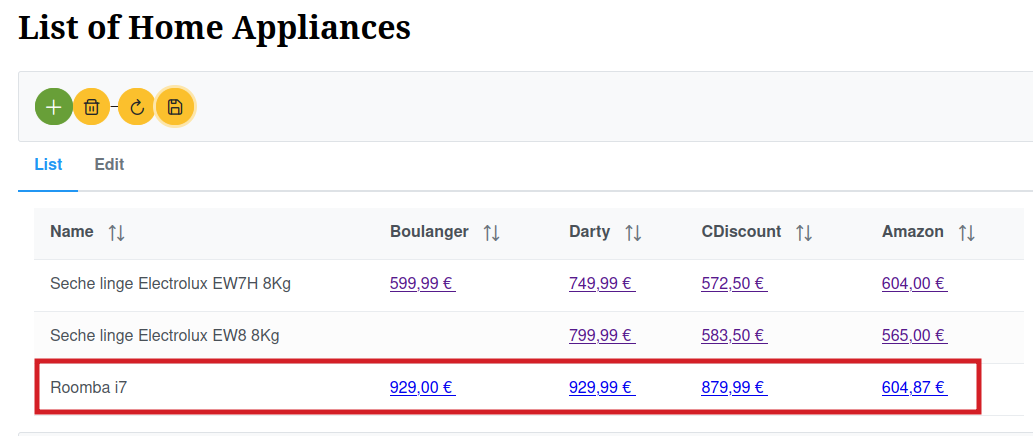 List of Home Appliances
List Edit
Name Boulanger Darty CDiscount Amazon
Seche linge Electrolux EW7H 8Kg 599,99 € 749,99 € 572,50 € 604,00 €
Seche linge Electrolux EW8 8Kg 799,99 € 583,50 € 565,00 €
Roomba i7 929,00 € 929,99 € 879,99 € 604,87 €